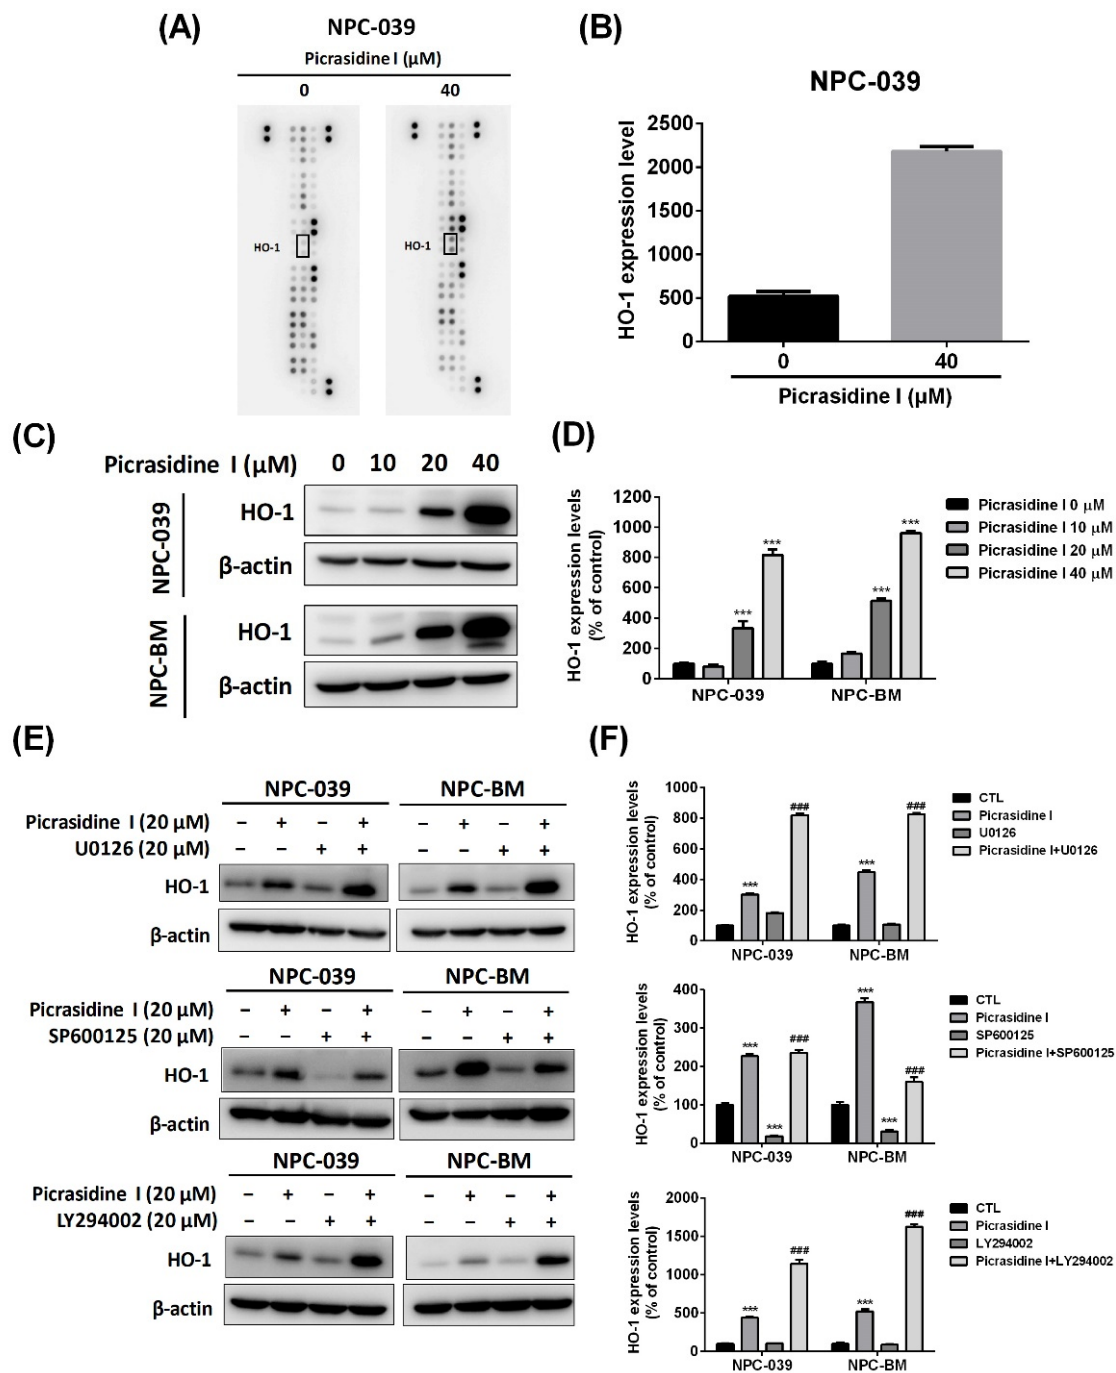 (A)
NPC-039
Picrasidine I (μM)
0 40
HO-1 HO-1
(B)
NPC-039
HO-1 expression level
2500
2000
1500
1000
500
0
0 40
Picrasidine I (μM)
(C)
Picrasidine I (μM) 0 10 20 40
NPC-039
HO-1
β-actin
NPC-BM
HO-1
β-actin
(D)
HO-1 expression levels
(% of control)
1200
1000
800
600
400
200
0
*** *** *** ***
NPC-039 NPC-BM
Picrasidine I 0 μM
Picrasidine I 10 μM
Picrasidine I 20 μM
Picrasidine I 40 μM
(E)
NPC-039 NPC-BM
Picrasidine I (20 μM) − + − + − + − +
U0126 (20 μM) − − + + − − + +
HO-1
β-actin
NPC-039 NPC-BM
Picrasidine I (20 μM) − + − + − + − +
SP600125 (20 μM) − − + + − − + +
HO-1
β-actin
NPC-039 NPC-BM
Picrasidine I (20 μM) − + − + − + − +
LY294002 (20 μM) − − + + − − + +
HO-1
β-actin
(F)
HO-1 expression levels
(% of control)
1000
800
600
400
200
0
*** ### *** ###
NPC-039 NPC-BM
CTL
Picrasidine I
U0126
Picrasidine I+U0126
HO-1 expression levels
(% of control)
400
300
200
100
0
*** *** ### *** *** ###
NPC-039 NPC-BM
CTL
Picrasidine I
SP600125
Picrasidine I+SP600125
HO-1 expression levels
(% of control)
2000
1500
1000
500
0
*** ### *** ###
NPC-039 NPC-BM
CTL
Picrasidine I
LY294002
Picrasidine I+LY294002